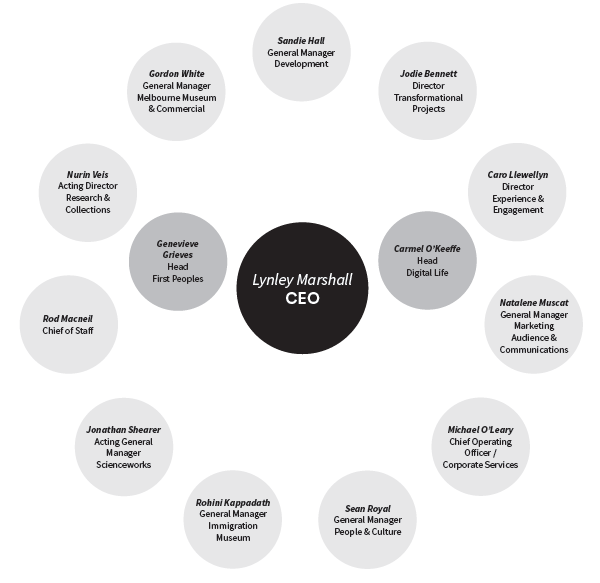 Sandie Hall
General Manager
Development
Gordon White
General Manager
Melbourne Museum
& Commercial
Jodie Bennett
Director
Transformational
Projects
Nurin Veis
Acting Director
Research &
Collections
Caro Llewellyn
Director
Experience &
Engagement
Genevieve
Grieves
Head
First Peoples
Lynley Marshall
CEO
Carmel O'Keeffe
Head
Digital Life
Rod Macneil
Chief of Staff
Natalene Muscat
General Manager
Marketing
Audience &
Communications
Jonathan Shearer
Acting General
Manager
Scienceworks
Michael O'Leary
Chief Operating
Officer /
Corporate Services
Rohini Kappadath
General Manager
Immigration
Museum
Sean Royal
General Manager
People & Culture